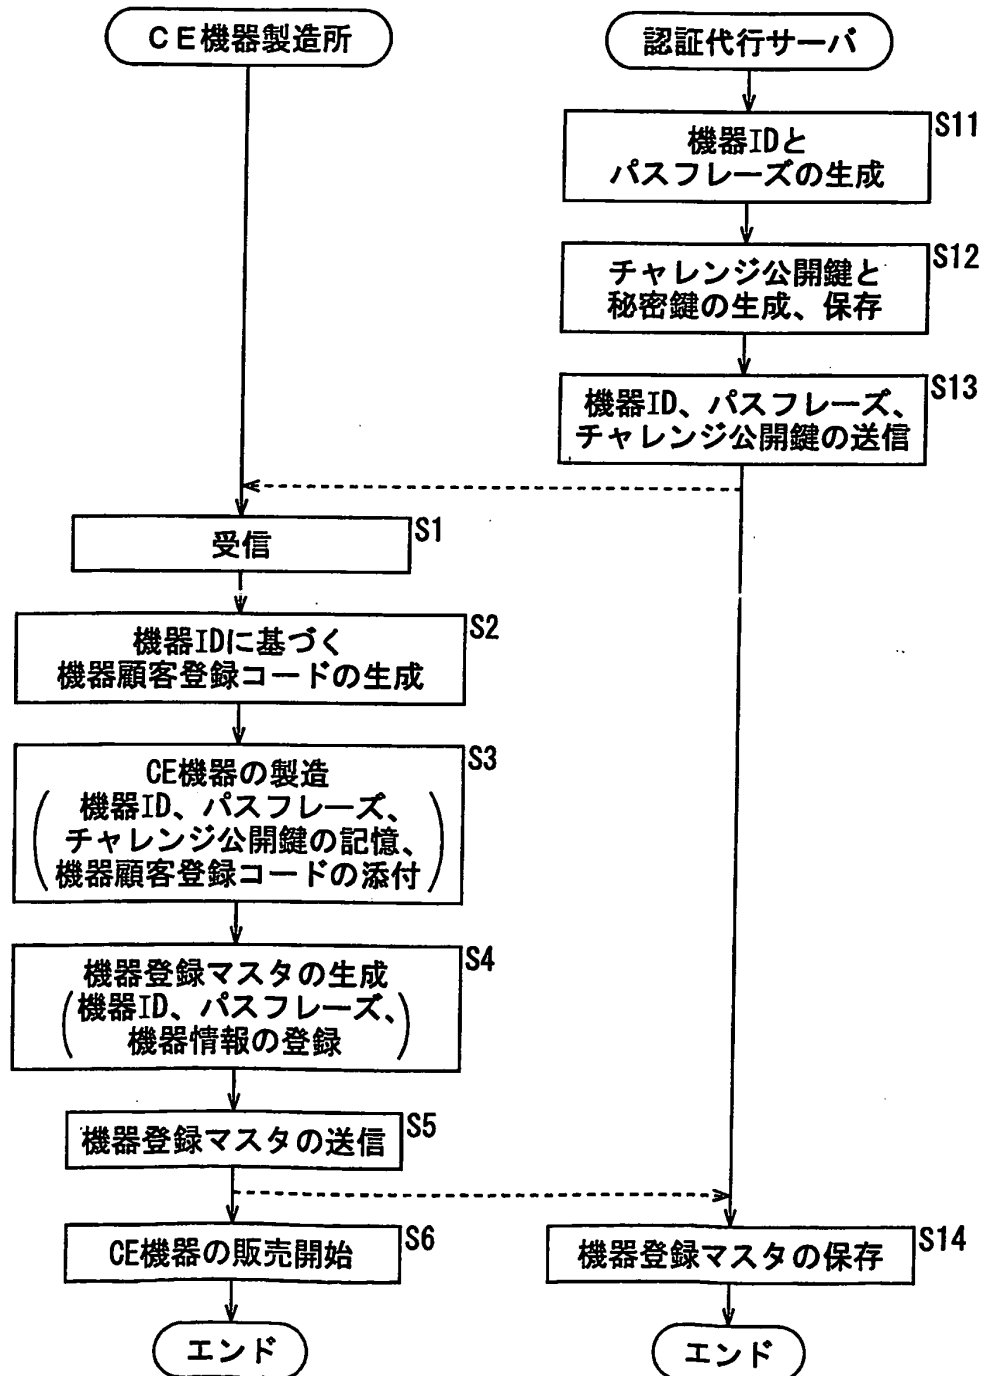 CE機器製造所
認証代行サーバ
S11
機器IDと
パスフレーズの生成
S12
チャレンジ公開鍵と
秘密鍵の生成、保存
S13
機器ID、パスフレーズ、
チャレンジ公開鍵の送信
S1
受信
S2
機器IDに基づく
機器顧客登録コードの生成
S3
CE機器の製造
機器ID、パスフレーズ、
チャレンジ公開鍵の記憶、
機器顧客登録コードの添付
S4
機器登録マスタの生成
機器ID、パスフレーズ、
機器情報の登録
S5
機器登録マスタの送信
S6
CE機器の販売開始
S14
機器登録マスタの保存
エンド
エンド